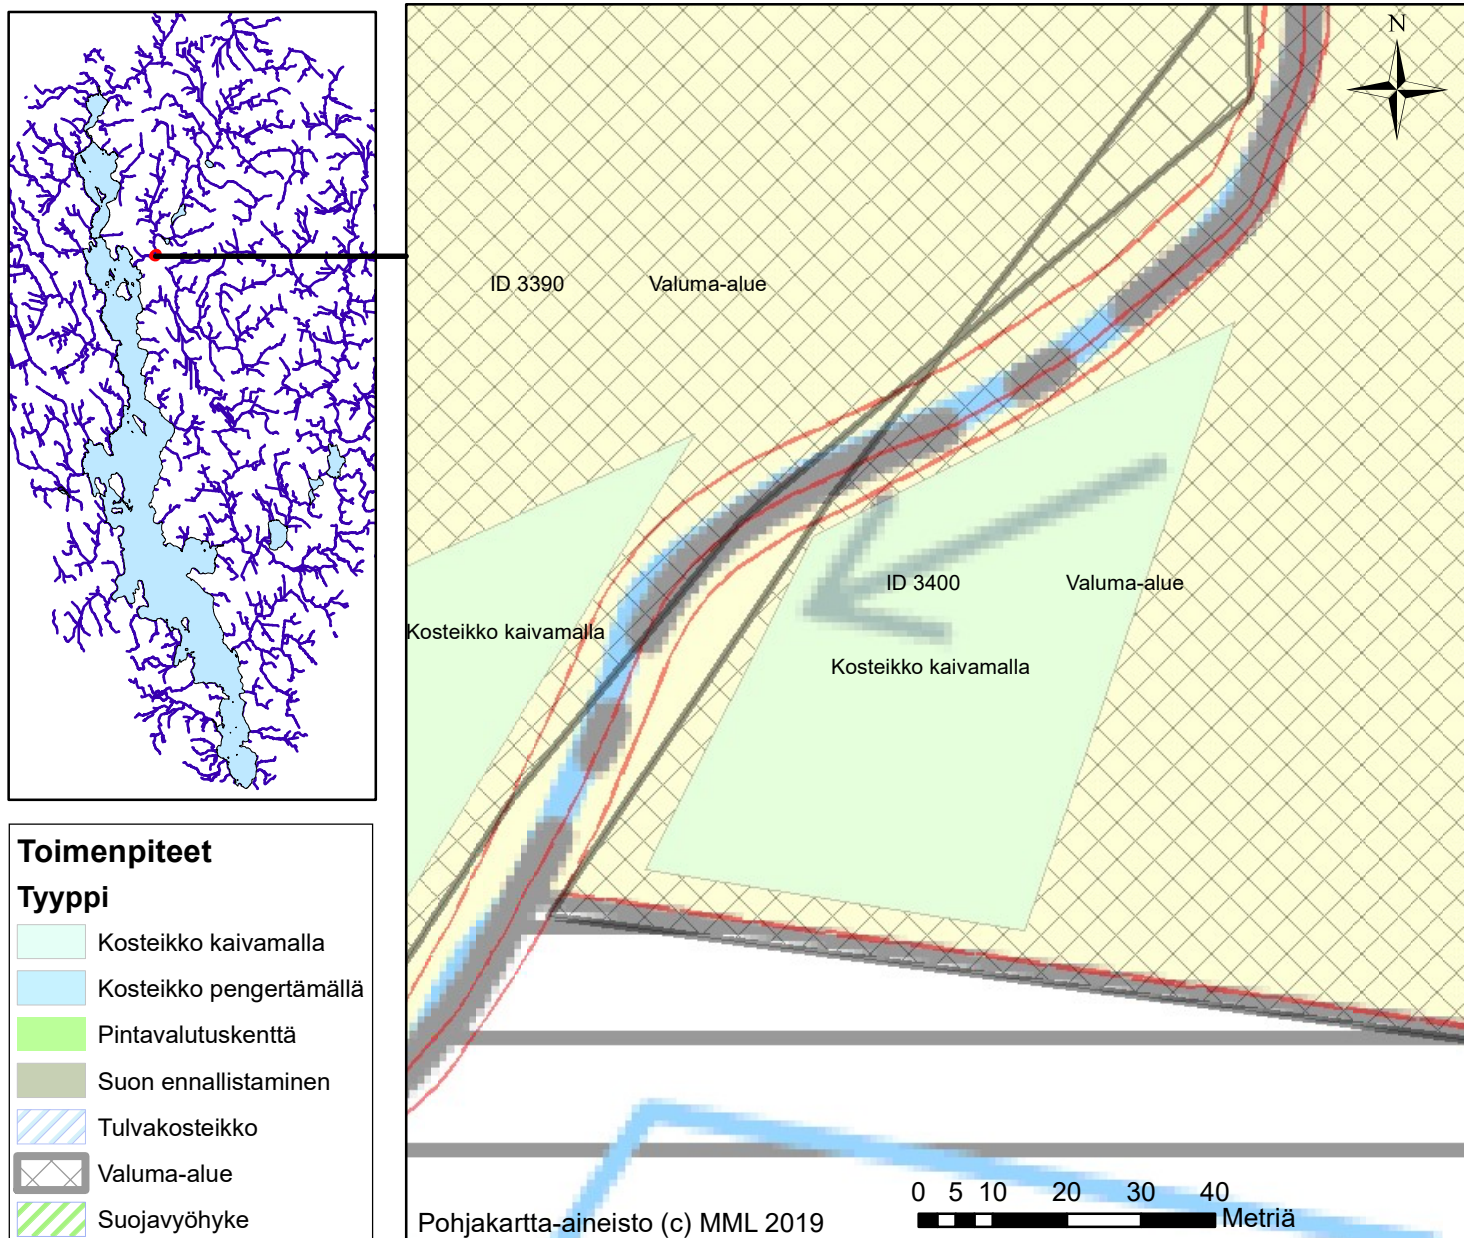 N
ID 3390 Valuma-alue
ID 3400 Valuma-alue
Kosteikko kaivamalla
Kosteikko kaivamalla
Toimenpiteet
Tyyppi
Kosteikko kaivamalla
Kosteikko pengertämällä
Pintavalutuskenttä
Suon ennallistaminen
Tulvakosteikko
Valuma-alue
Suojavyöhyke
0 5 10 20 30 40
Metriä
Pohjakartta-aineisto (c) MML 2019